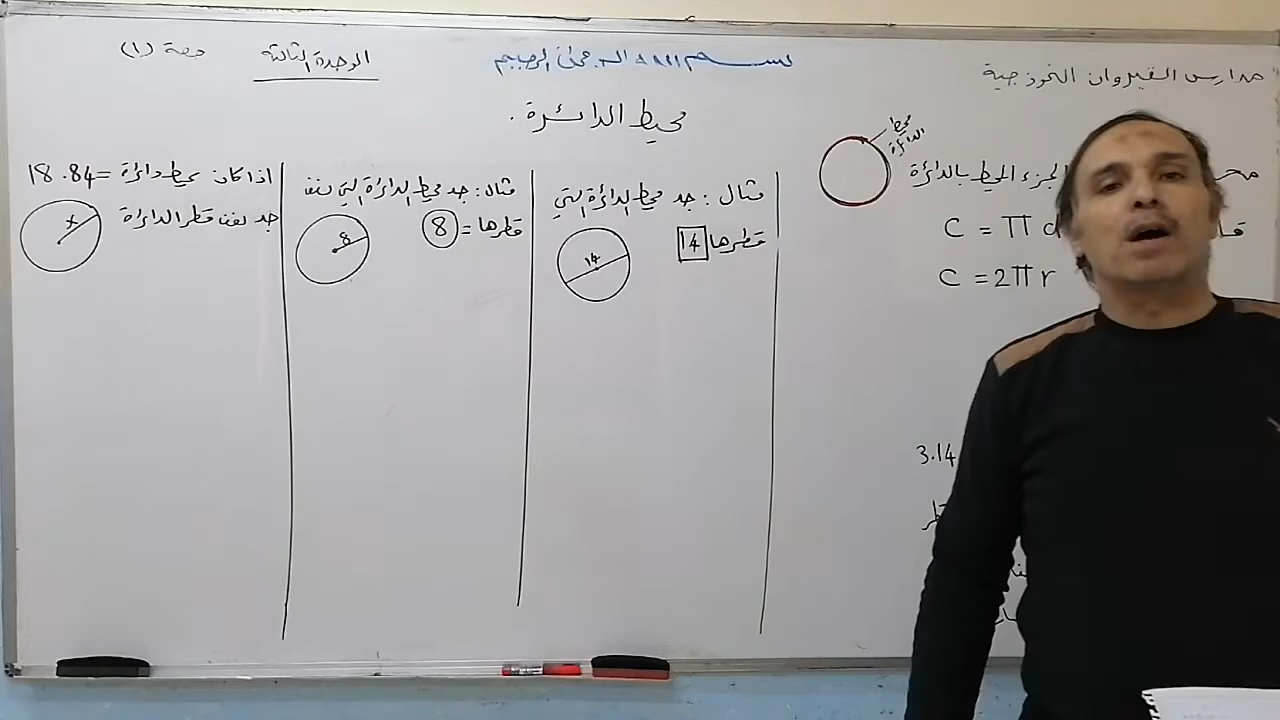 مدارس القيروان النموذجية
بسم الله الرحمن الرحيم
الوحدة الثالثة
حصة (١)
محيط الدائرة .
محيط الدائرة
الجزء المحيط بالدائرة
C = π d
C = 2π r
3.14
مثال : جد محيط الدائرة التي
قطرها 14
14
مثال : جد محيط الدائرة التي نصف
قطرها = 8
8
اذا كان محيط دائرة = 18.84
جد نصف قطر الدائرة